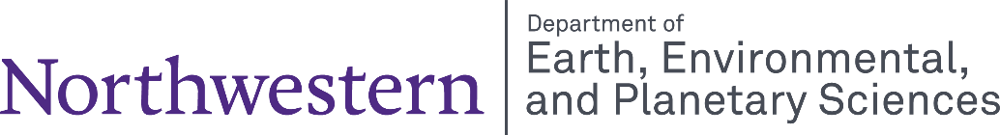 Northwestern
Department of
Earth, Environmental,
and Planetary Sciences